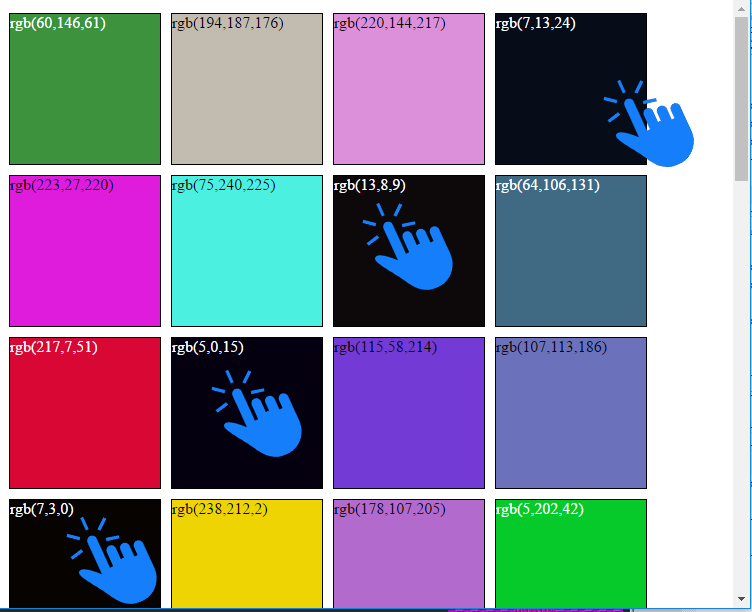 rgb(60,146,61)
rgb(194,187,176)
rgb(220,144,217)
rgb(7,13,24)
rgb(223,27,220)
rgb(75,240,225)
rgb(13,8,9)
rgb(64,106,131)
rgb(217,7,51)
rgb(5,0,15)
rgb(115,58,214)
rgb(107,113,186)
rgb(7,3,0)
rgb(238,212,2)
rgb(178,107,205)
rgb(5,202,42)